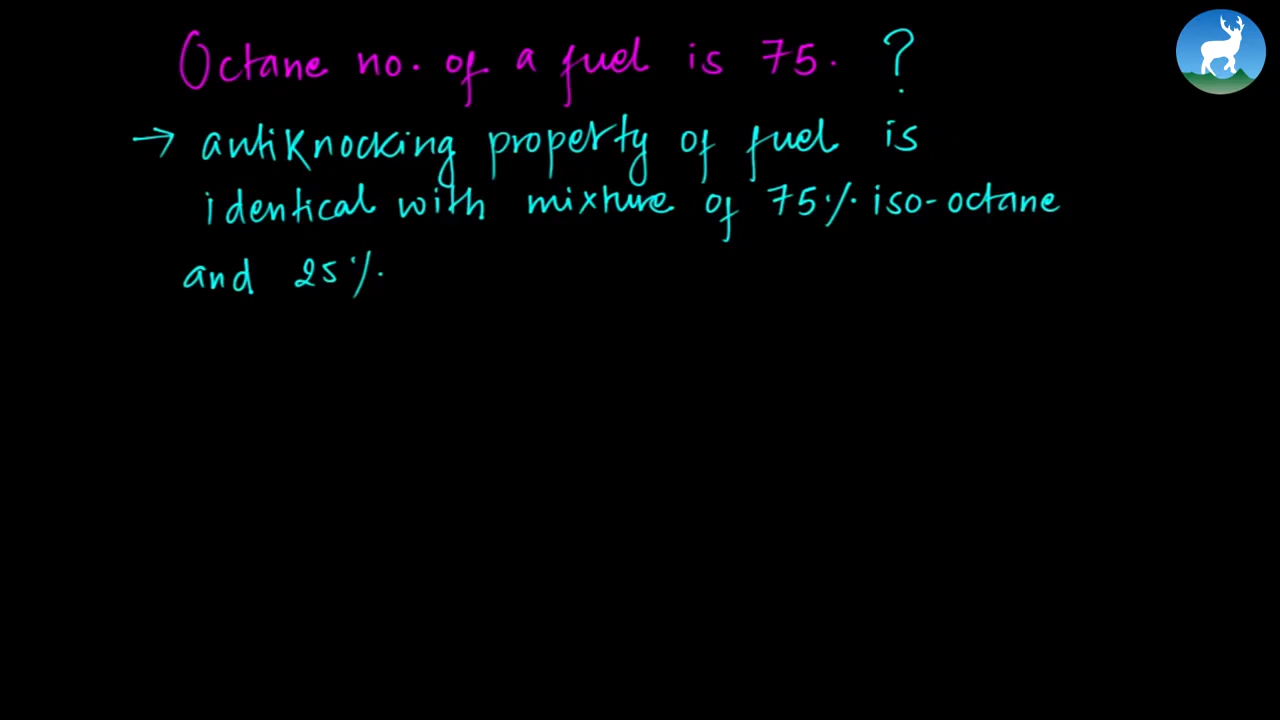 Octane no. of a fuel is 75. ?
→ antiknocking property of fuel is
identical with mixture of 75% iso-octane
and 25%